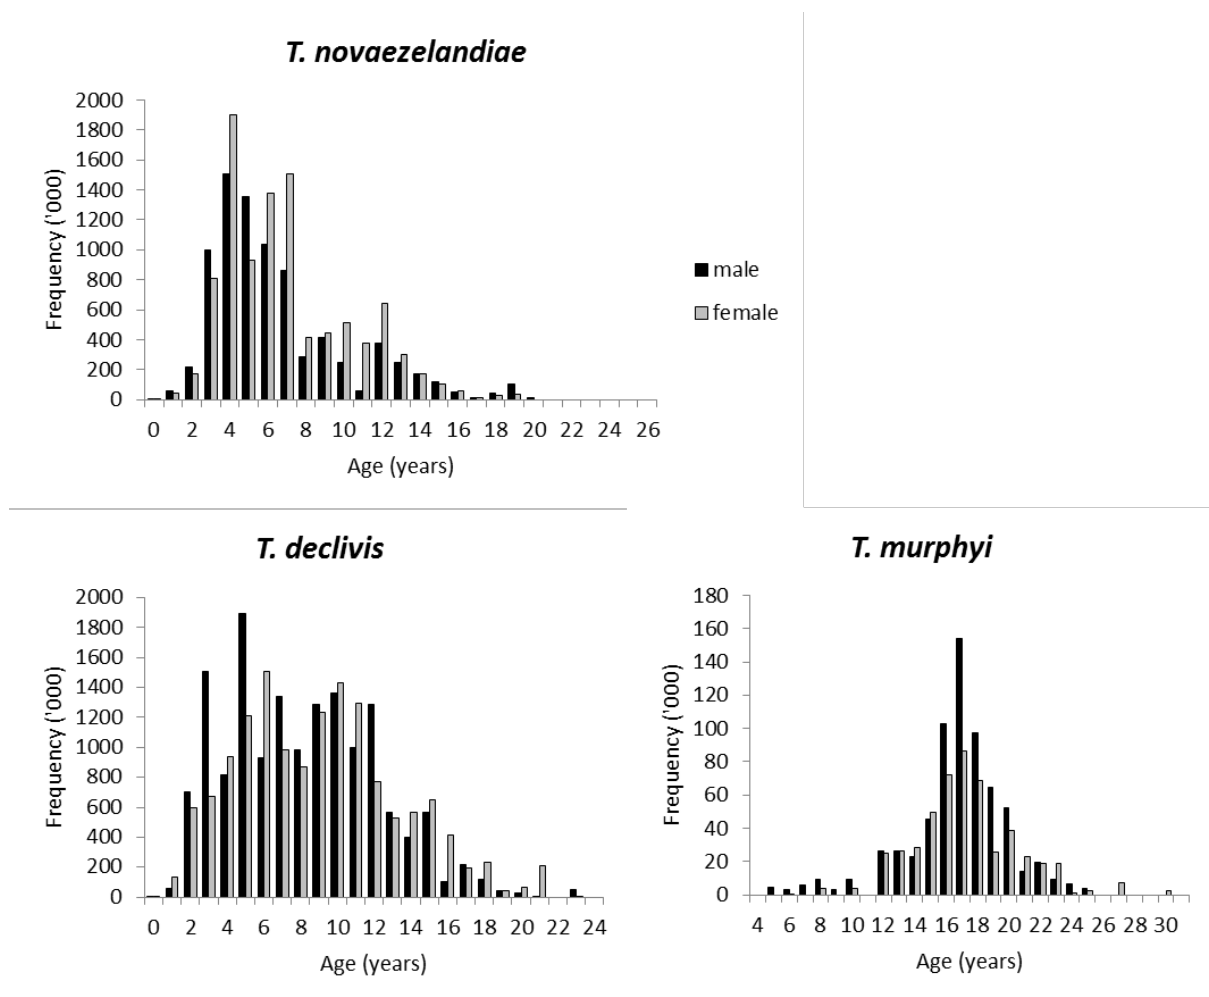 T. novaezelandiae
2000
1800
1600
1400
1200
1000
800
600
400
200
0
Frequency ('000)
0 2 4 6 8 10 12 14 16 18 20 22 24 26
Age (years)
male
female
T. declivis
2000
1800
1600
1400
1200
1000
800
600
400
200
0
Frequency ('000)
0 2 4 6 8 10 12 14 16 18 20 22 24
Age (years)
T. murphyi
180
160
140
120
100
80
60
40
20
0
Frequency ('000)
4 6 8 10 12 14 16 18 20 22 24 26 28 30
Age (years)